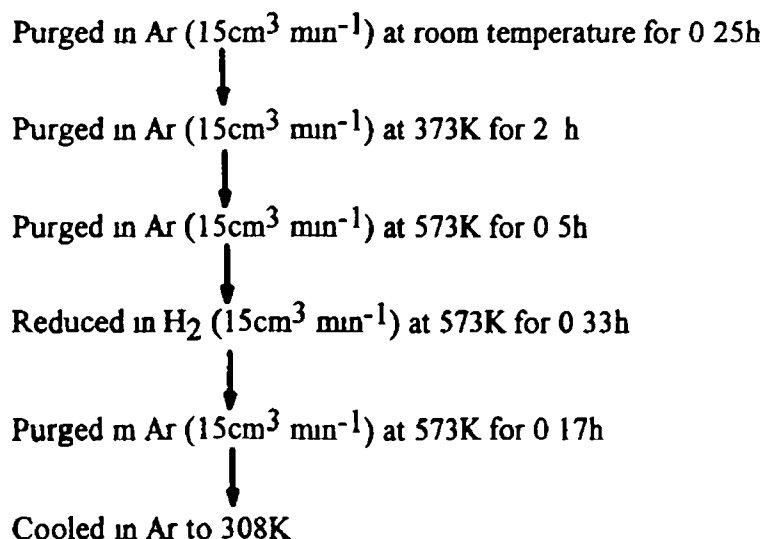 Purged in Ar (15cm³ min⁻¹) at room temperature for 0 25h
Purged in Ar (15cm³ min⁻¹) at 373K for 2 h
Purged in Ar (15cm³ min⁻¹) at 573K for 0 5h
Reduced in H₂ (15cm³ min⁻¹) at 573K for 0 33h
Purged m Ar (15cm³ min⁻¹) at 573K for 0 17h
Cooled in Ar to 308K